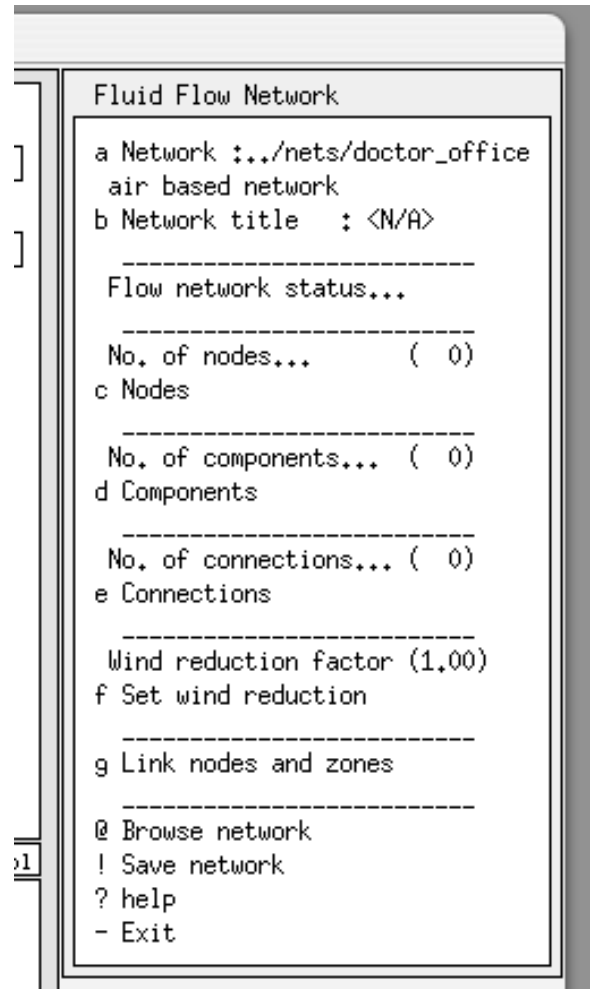 Fluid Flow Network
a Network :../nets/doctor_office
air based network
b Network title : <N/A>
Flow network status...
No. of nodes... ( 0)
c Nodes
No. of components... ( 0)
d Components
No. of connections... ( 0)
e Connections
Wind reduction factor (1.00)
f Set wind reduction
g Link nodes and zones
@ Browse network
! Save network
? help
- Exit